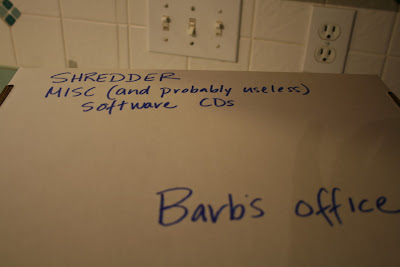 SHREDDER
MISC (and probably useless)
Software CDs
Barb's office